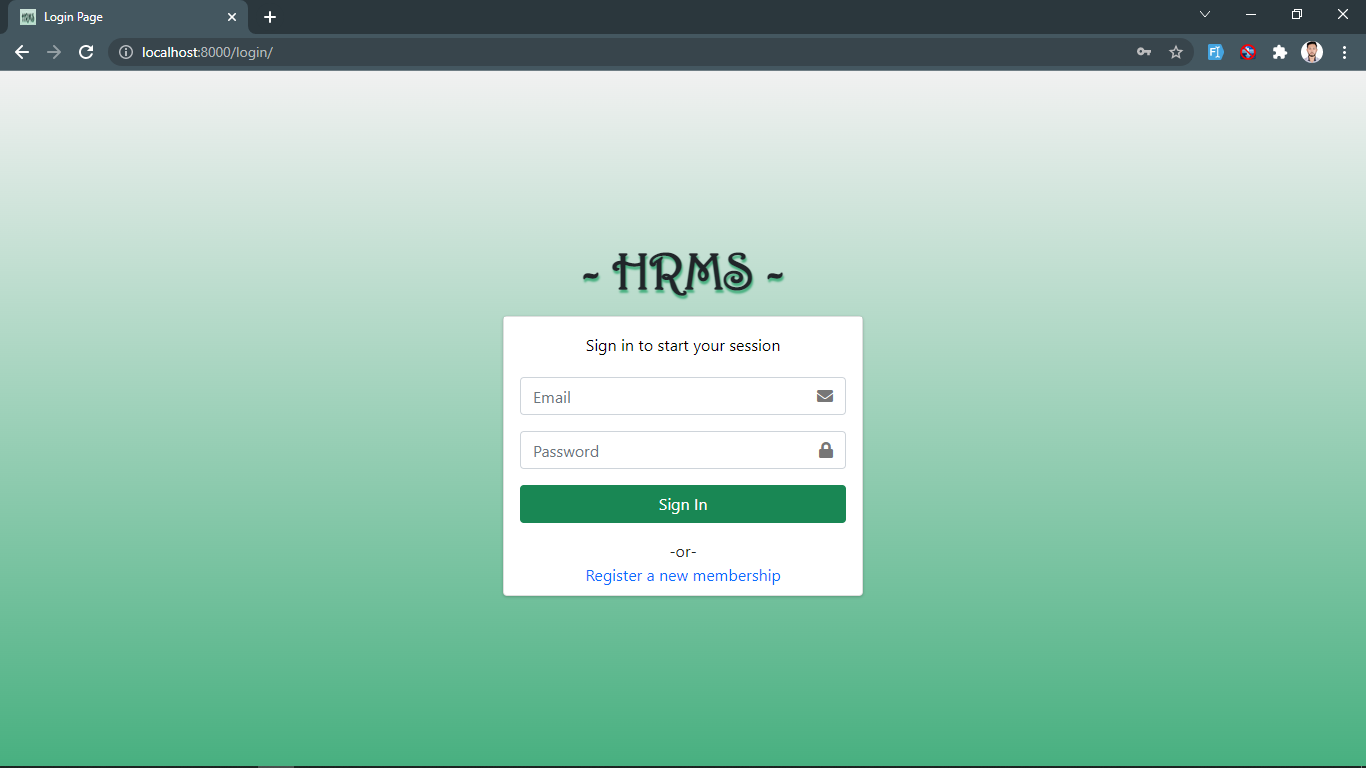 Login Page
localhost:8000/login/
~ HRMS ~
Sign in to start your session
Email
Password
Sign In
-or-
Register a new membership